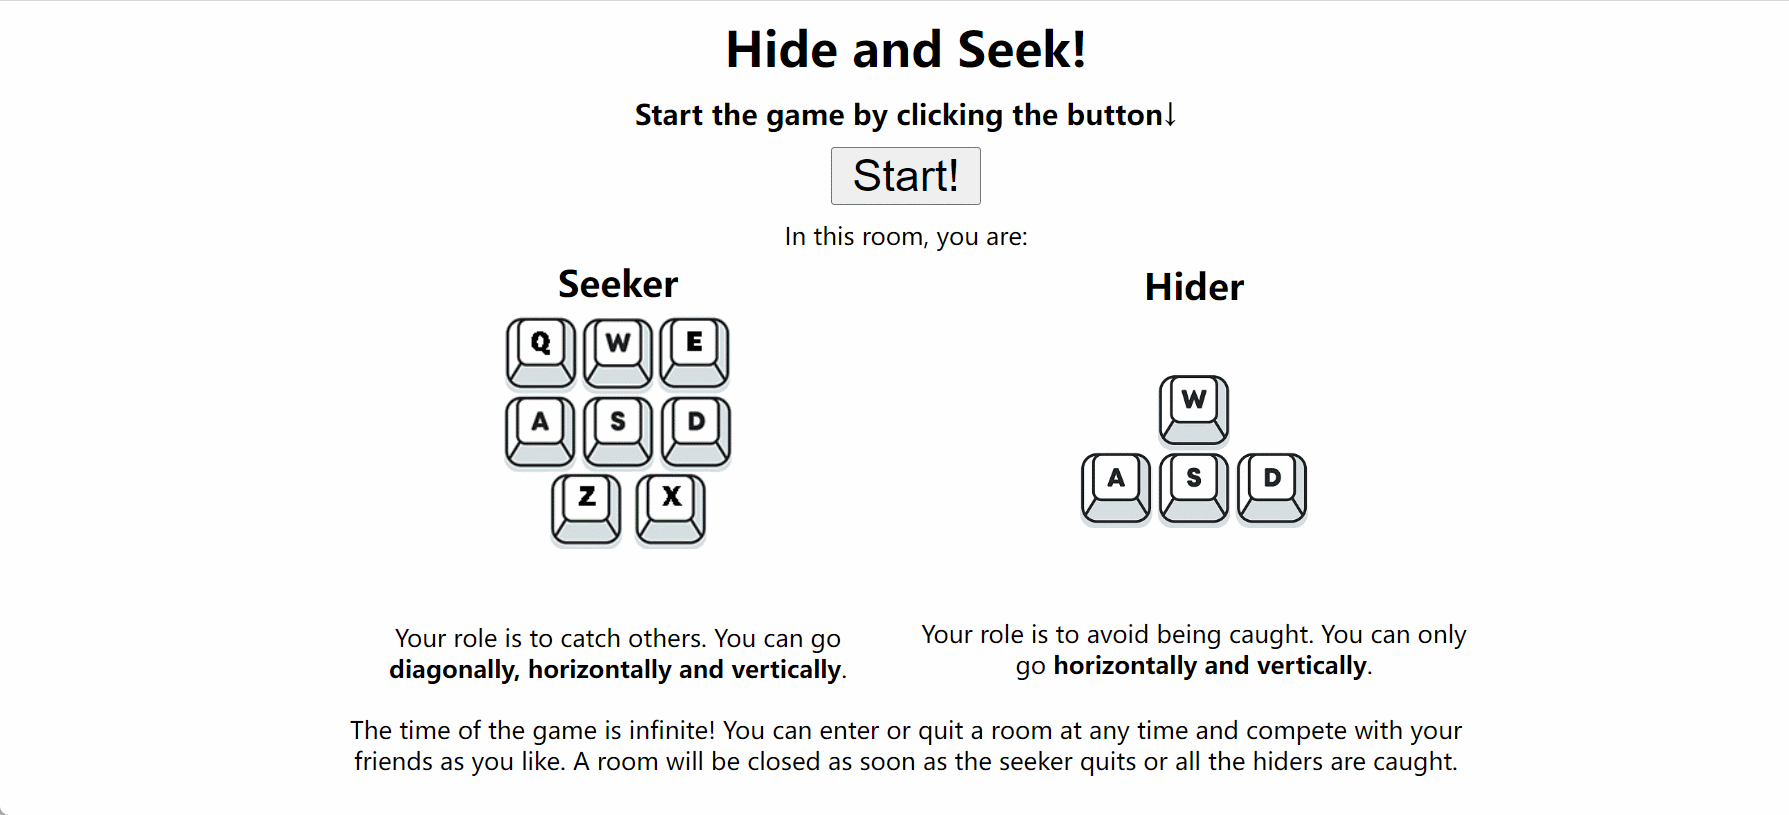 Hide and Seek!
Start the game by clicking the button↓
Start!
In this room, you are:
Seeker
Q W E
A S D
Z X
Your role is to catch others. You can go
diagonally, horizontally and vertically.
Hider
W
A S D
Your role is to avoid being caught. You can only
go horizontally and vertically.
The time of the game is infinite! You can enter or quit a room at any time and compete with your
friends as you like. A room will be closed as soon as the seeker quits or all the hiders are caught.